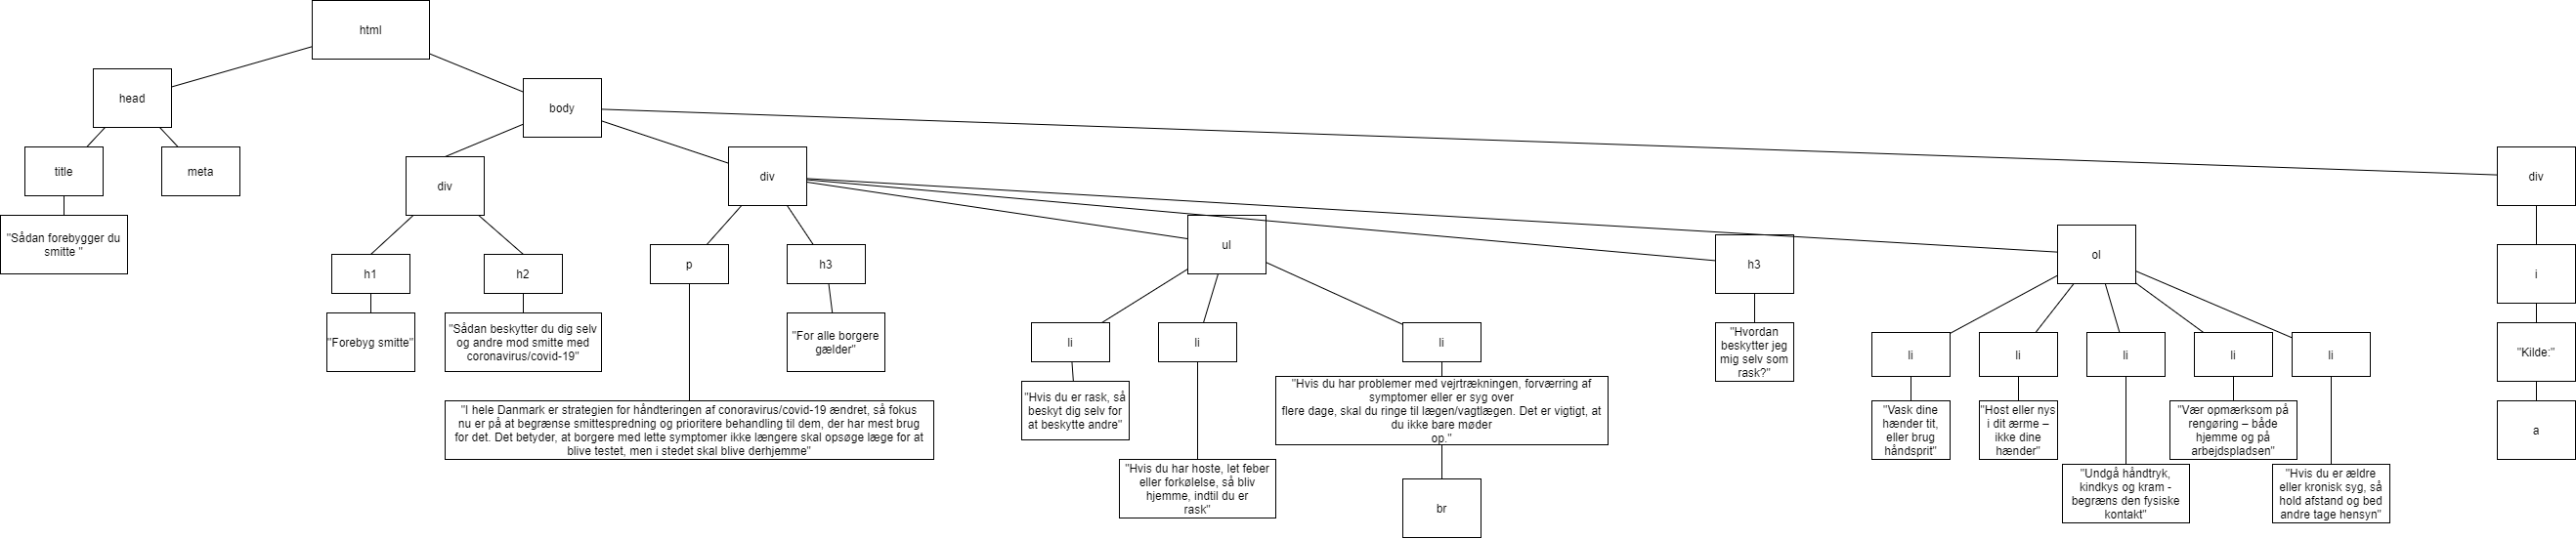 html
head
body
title
meta
div
div
div
"Sådan forebygger du
smitte "
h1
h2
p
h3
ul
h3
ol
i
"Forebyg smitte"
"Sådan beskytter du dig selv
og andre mod smitte med
coronavirus/covid-19"
"For alle borgere
gælder"
li
li
li
"Hvordan
beskytter jeg
mig selv som
rask?"
li
li
li
li
li
"Kilde:"
"I hele Danmark er strategien for håndteringen af conoravirus/covid-19 ændret, så fokus
nu er på at begrænse smittespredning og prioritere behandling til dem, der har mest brug
for det. Det betyder, at borgere med lette symptomer ikke længere skal opsøge læge for at
blive testet, men i stedet skal blive derhjemme"
"Hvis du er rask, så
beskyt dig selv for
at beskytte andre"
"Hvis du har problemer med vejrtrækningen, forværring af
symptomer eller er syg over
flere dage, skal du ringe til lægen/vagtlægen. Det er vigtigt, at
du ikke bare møder
op."
"Vask dine
hænder tit,
eller brug
håndsprit"
"Host eller nys
i dit ærme –
ikke dine
hænder"
"Vær opmærksom på
rengøring – både
hjemme og på
arbejdspladsen"
a
"Hvis du har hoste, let feber
eller forkølelse, så bliv
hjemme, indtil du er
rask"
br
"Undgå håndtryk,
kindkys og kram -
begræns den fysiske
kontakt"
"Hvis du er ældre
eller kronisk syg, så
hold afstand og bed
andre tage hensyn"